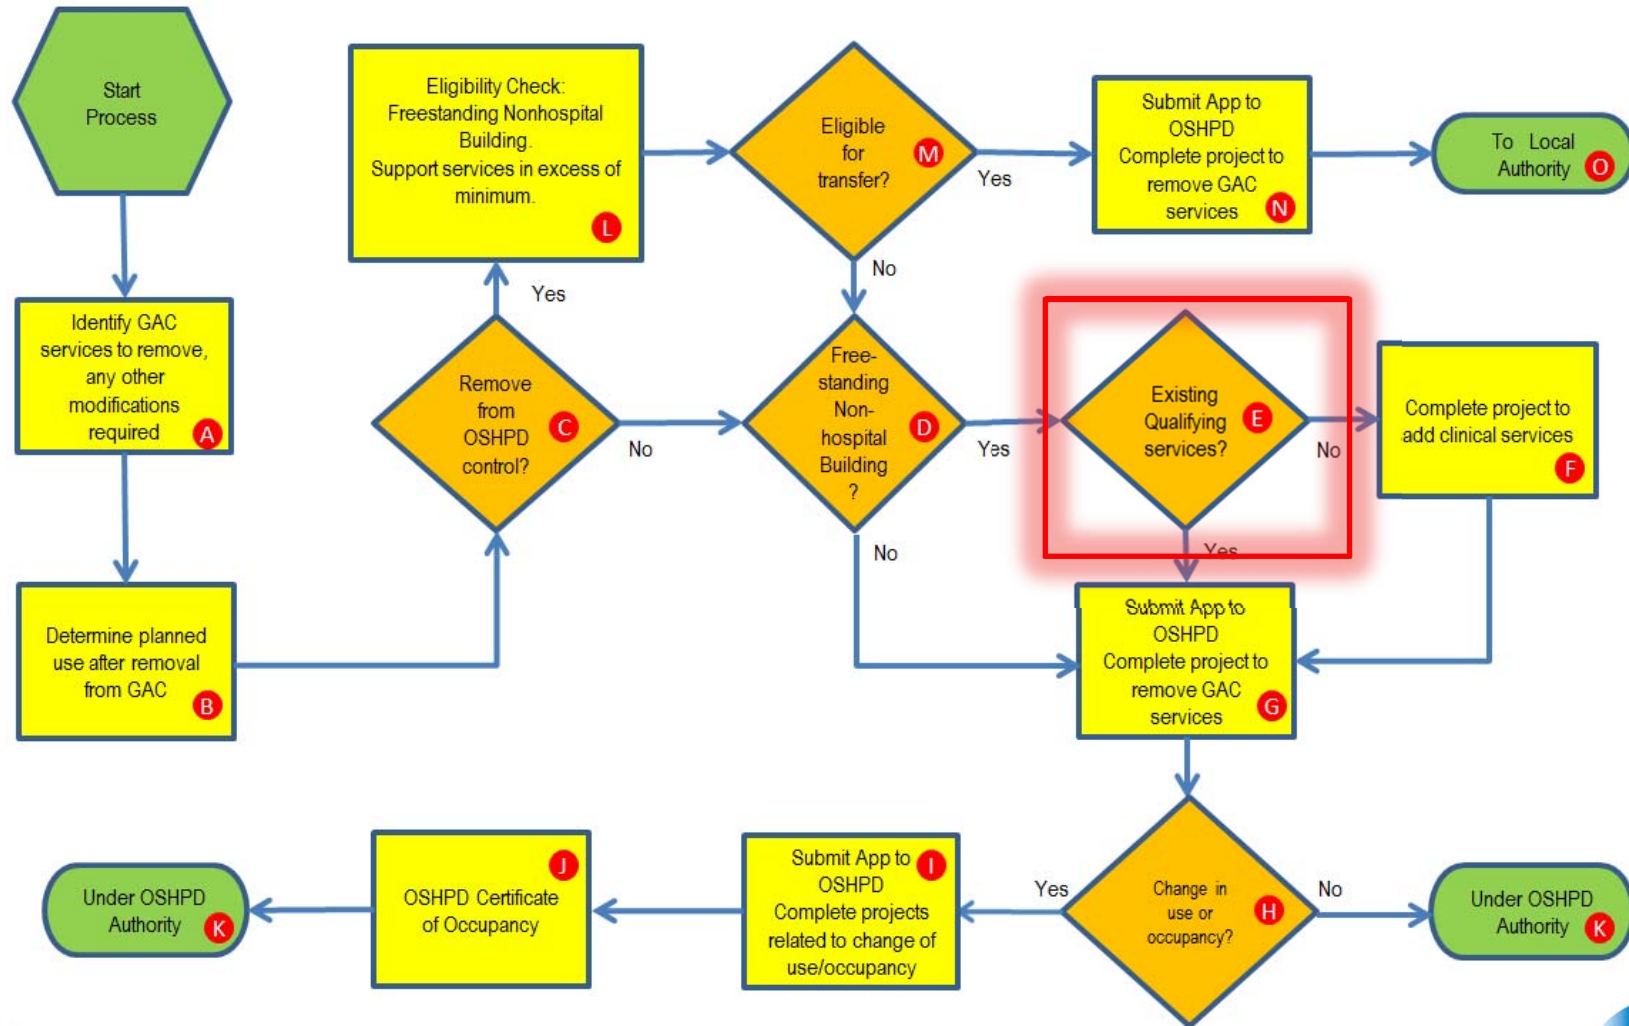 Start
Process
Identify GAC
services to remove,
any other
modifications
required
A
Determine planned
use after removal
from GAC
B
Eligibility Check:
Freestanding Nonhospital
Building.
Support services in excess of
minimum.
L
Yes
Remove
from
OSHPD
control?
C
No
Eligible
for
transfer?
M
Yes
No
Submit App to
OSHPD
Complete project to
remove GAC
services
N
To Local
Authority
O
Free-
standing
Non-
hospital
Building
?
D
Yes
No
Existing
Qualifying
services?
E
No
Yes
Complete project to
add clinical services
F
Submit App to
OSHPD
Complete project to
remove GAC
services
G
Change in
use or
occupancy?
H
Yes
No
Under OSHPD
Authority
K
Submit App to
OSHPD
Complete projects
related to change of
use/occupancy
I
OSHPD Certificate
of Occupancy
J
Under OSHPD
Authority
K